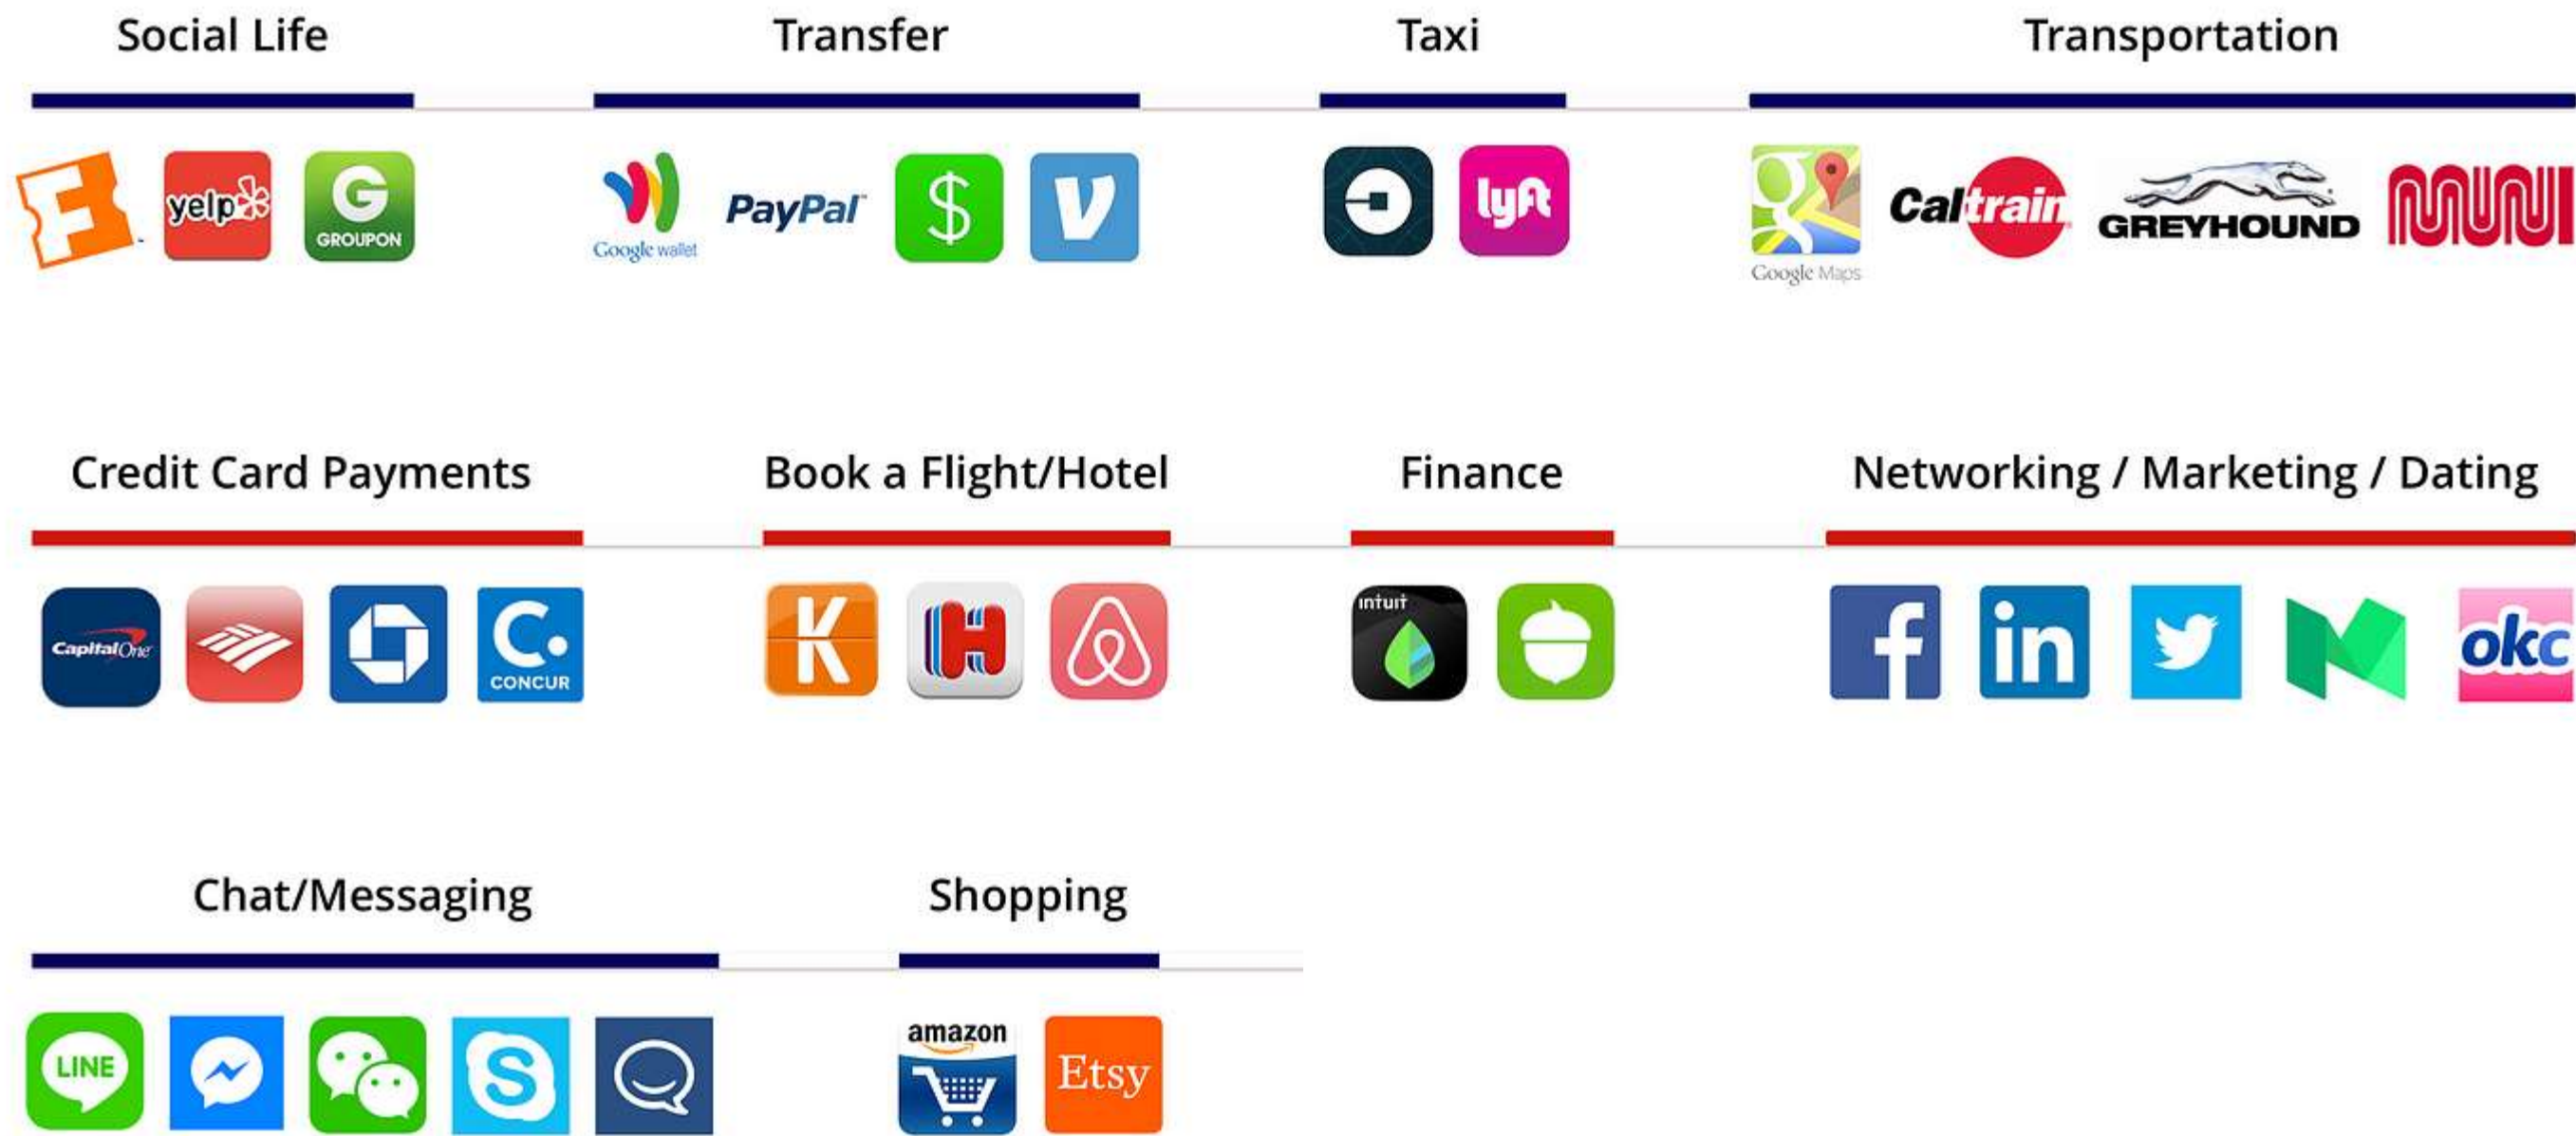 Social Life
Transfer
Taxi
Transportation
F
yelp
G
GROUPON
Google wallet
PayPal™
$
V
lyft
g
Google Maps
Caltrain
GREYHOUND
MUNI
Credit Card Payments
Book a Flight/Hotel
Finance
Networking / Marketing / Dating
Capital One
C.
CONCUR
K
H
intuit
f
in
M
okc
Chat/Messaging
Shopping
LINE
S
amazon
Etsy